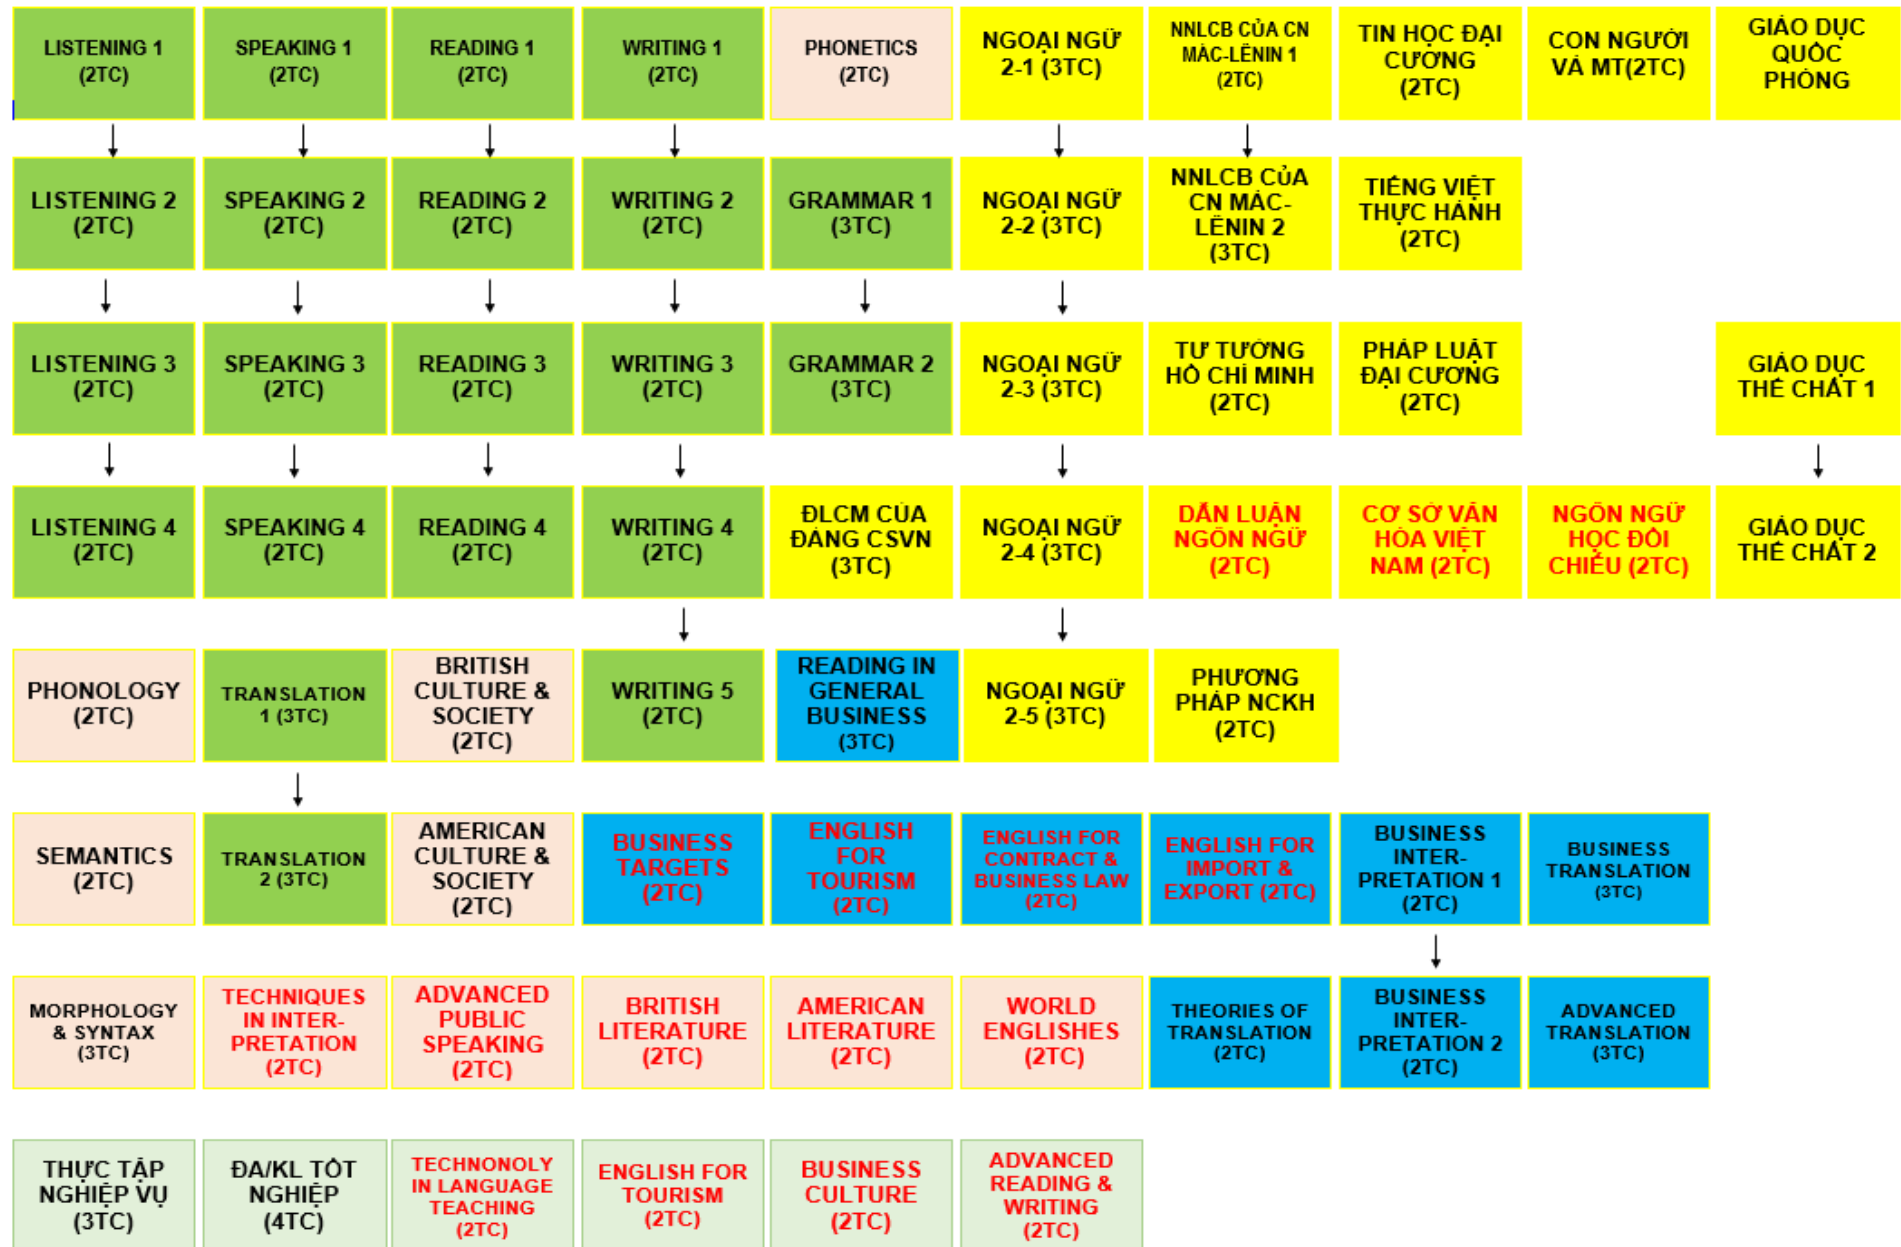 LISTENING 1
(2TC)
SPEAKING 1
(2TC)
READING 1
(2TC)
WRITING 1
(2TC)
PHONETICS
(2TC)
NGOẠI NGỮ
2-1 (3TC)
NNLCB CỦA CN
MÁC-LÊNIN 1
(2TC)
TIN HỌC ĐẠI
CƯƠNG
(2TC)
CON NGƯỜI
VÀ MT(2TC)
GIÁO DỤC
QUỐC
PHÒNG
LISTENING 2
(2TC)
SPEAKING 2
(2TC)
READING 2
(2TC)
WRITING 2
(2TC)
GRAMMAR 1
(3TC)
NGOẠI NGỮ
2-2 (3TC)
NNLCB CỦA
CN MÁC-
LÊNIN 2
(3TC)
TIẾNG VIỆT
THỰC HÀNH
(2TC)
LISTENING 3
(2TC)
SPEAKING 3
(2TC)
READING 3
(2TC)
WRITING 3
(2TC)
GRAMMAR 2
(3TC)
NGOẠI NGỮ
2-3 (3TC)
TƯ TƯỞNG
HỒ CHÍ MINH
(2TC)
PHÁP LUẬT
ĐẠI CƯƠNG
(2TC)
GIÁO DỤC
THỂ CHẤT 1
LISTENING 4
(2TC)
SPEAKING 4
(2TC)
READING 4
(2TC)
WRITING 4
(2TC)
ĐLCM CỦA
ĐẢNG CSVN
(3TC)
NGOẠI NGỮ
2-4 (3TC)
DẪN LUẬN
NGÔN NGỮ
(2TC)
CƠ SỞ VĂN
HÓA VIỆT
NAM (2TC)
NGÔN NGỮ
HỌC ĐỐI
CHIẾU (2TC)
GIÁO DỤC
THỂ CHẤT 2
PHONOLOGY
(2TC)
TRANSLATION
1 (3TC)
BRITISH
CULTURE &
SOCIETY
(2TC)
WRITING 5
(2TC)
READING IN
GENERAL
BUSINESS
(3TC)
NGOẠI NGỮ
2-5 (3TC)
PHƯƠNG
PHÁP NCKH
(2TC)
SEMANTICS
(2TC)
TRANSLATION
2 (3TC)
AMERICAN
CULTURE &
SOCIETY
(2TC)
BUSINESS
TARGETS
(2TC)
ENGLISH
FOR
TOURISM
(2TC)
ENGLISH FOR
CONTRACT &
BUSINESS LAW
(2TC)
ENGLISH FOR
IMPORT &
EXPORT (2TC)
BUSINESS
INTER-
PRETATION 1
(2TC)
BUSINESS
TRANSLATION
(3TC)
MORPHOLOGY
& SYNTAX
(3TC)
TECHNIQUES
IN INTER-
PRETATION
(2TC)
ADVANCED
PUBLIC
SPEAKING
(2TC)
BRITISH
LITERATURE
(2TC)
AMERICAN
LITERATURE
(2TC)
WORLD
ENGLISHES
(2TC)
THEORIES OF
TRANSLATION
(2TC)
BUSINESS
INTER-
PRETATION 2
(2TC)
ADVANCED
TRANSLATION
(3TC)
THỰC TẬP
NGHIỆP VỤ
(3TC)
ĐA/KL TỐT
NGHIỆP
(4TC)
TECHNONOLY
IN LANGUAGE
TEACHING
(2TC)
ENGLISH FOR
TOURISM
(2TC)
BUSINESS
CULTURE
(2TC)
ADVANCED
READING &
WRITING
(2TC)